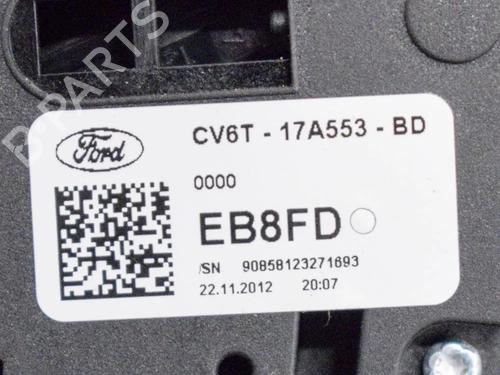 B-PARTS
Ford
CV6T - 17A553 - BD
0000
EB8FD
/SN 90858123271693
22.11.2012 20:07